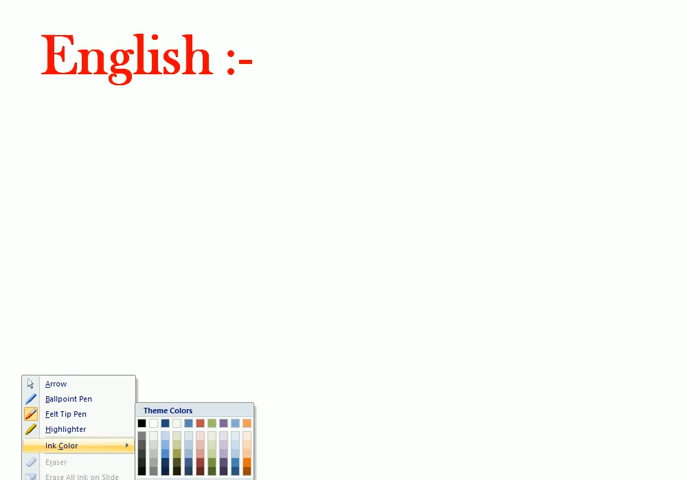 English :-
Arrow
Ballpoint Pen
Felt Tip Pen
Highlighter
Ink Color
Theme Colors
Eraser
Erase All Ink on Slide